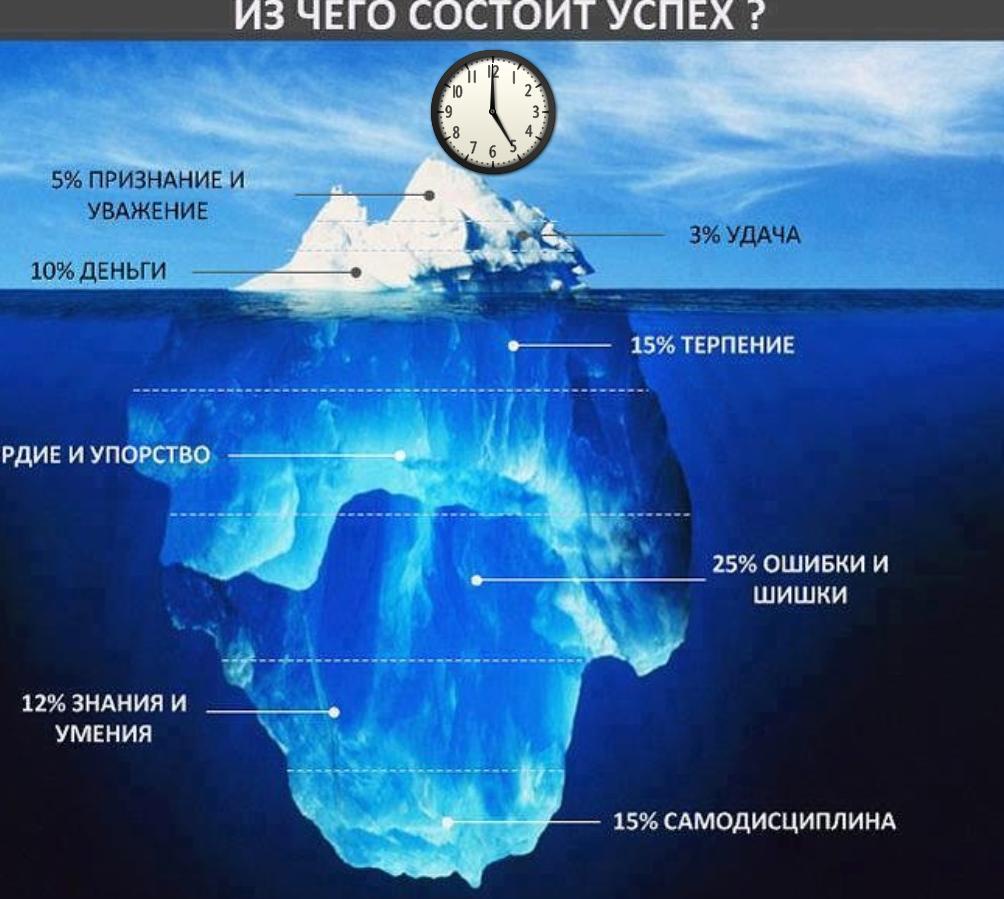 ИЗ ЧЕГО СОСТОИТ УСПЕХ ?
11 12 1
10 2
9 3
8 4
7 6 5
5% ПРИЗНАНИЕ И
УВАЖЕНИЕ
3% УДАЧА
10% ДЕНЬГИ
15% ТЕРПЕНИЕ
РДИЕ И УПОРСТВО
25% ОШИБКИ И
ШИШКИ
12% ЗНАНИЯ И
УМЕНИЯ
15% САМОДИСЦИПЛИНА